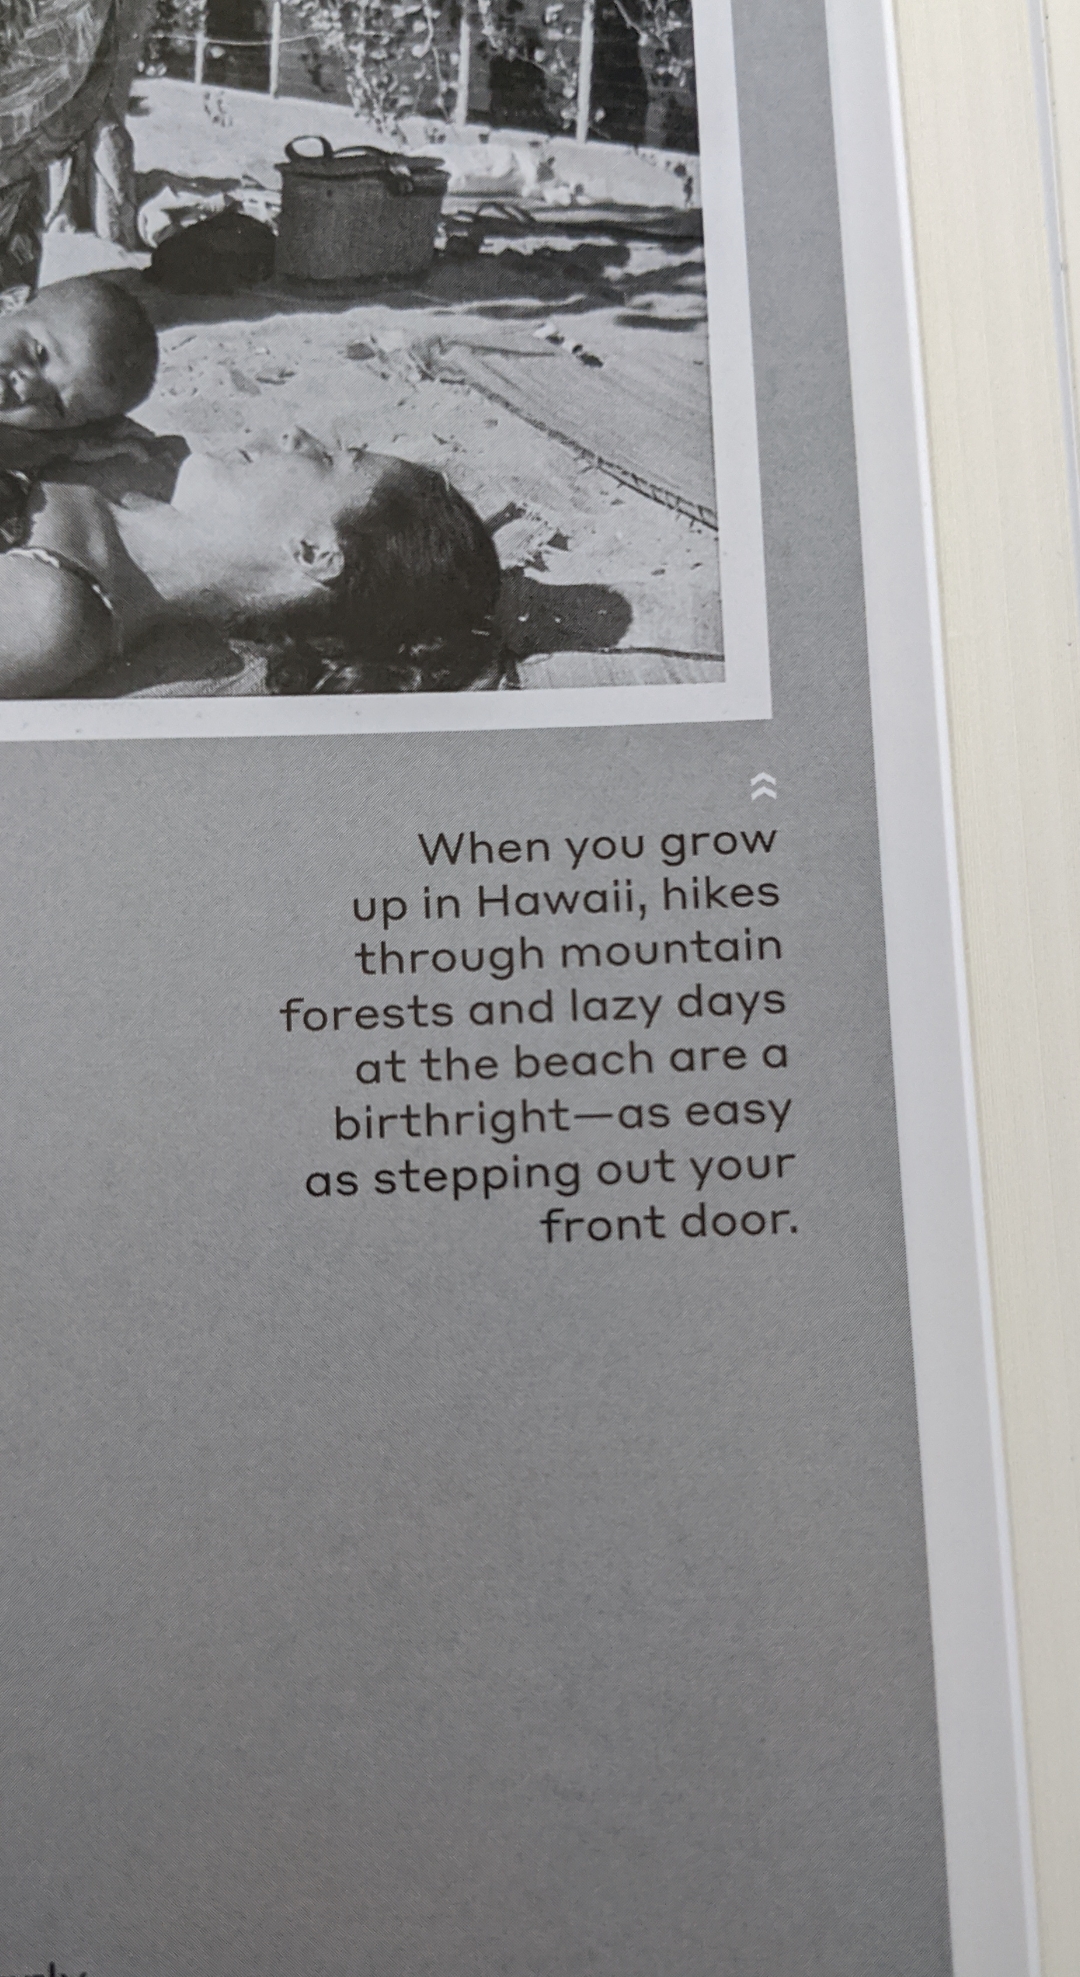 When you grow
up in Hawaii, hikes
through mountain
forests and lazy days
at the beach are a
birthright—as easy
as stepping out your
front door.